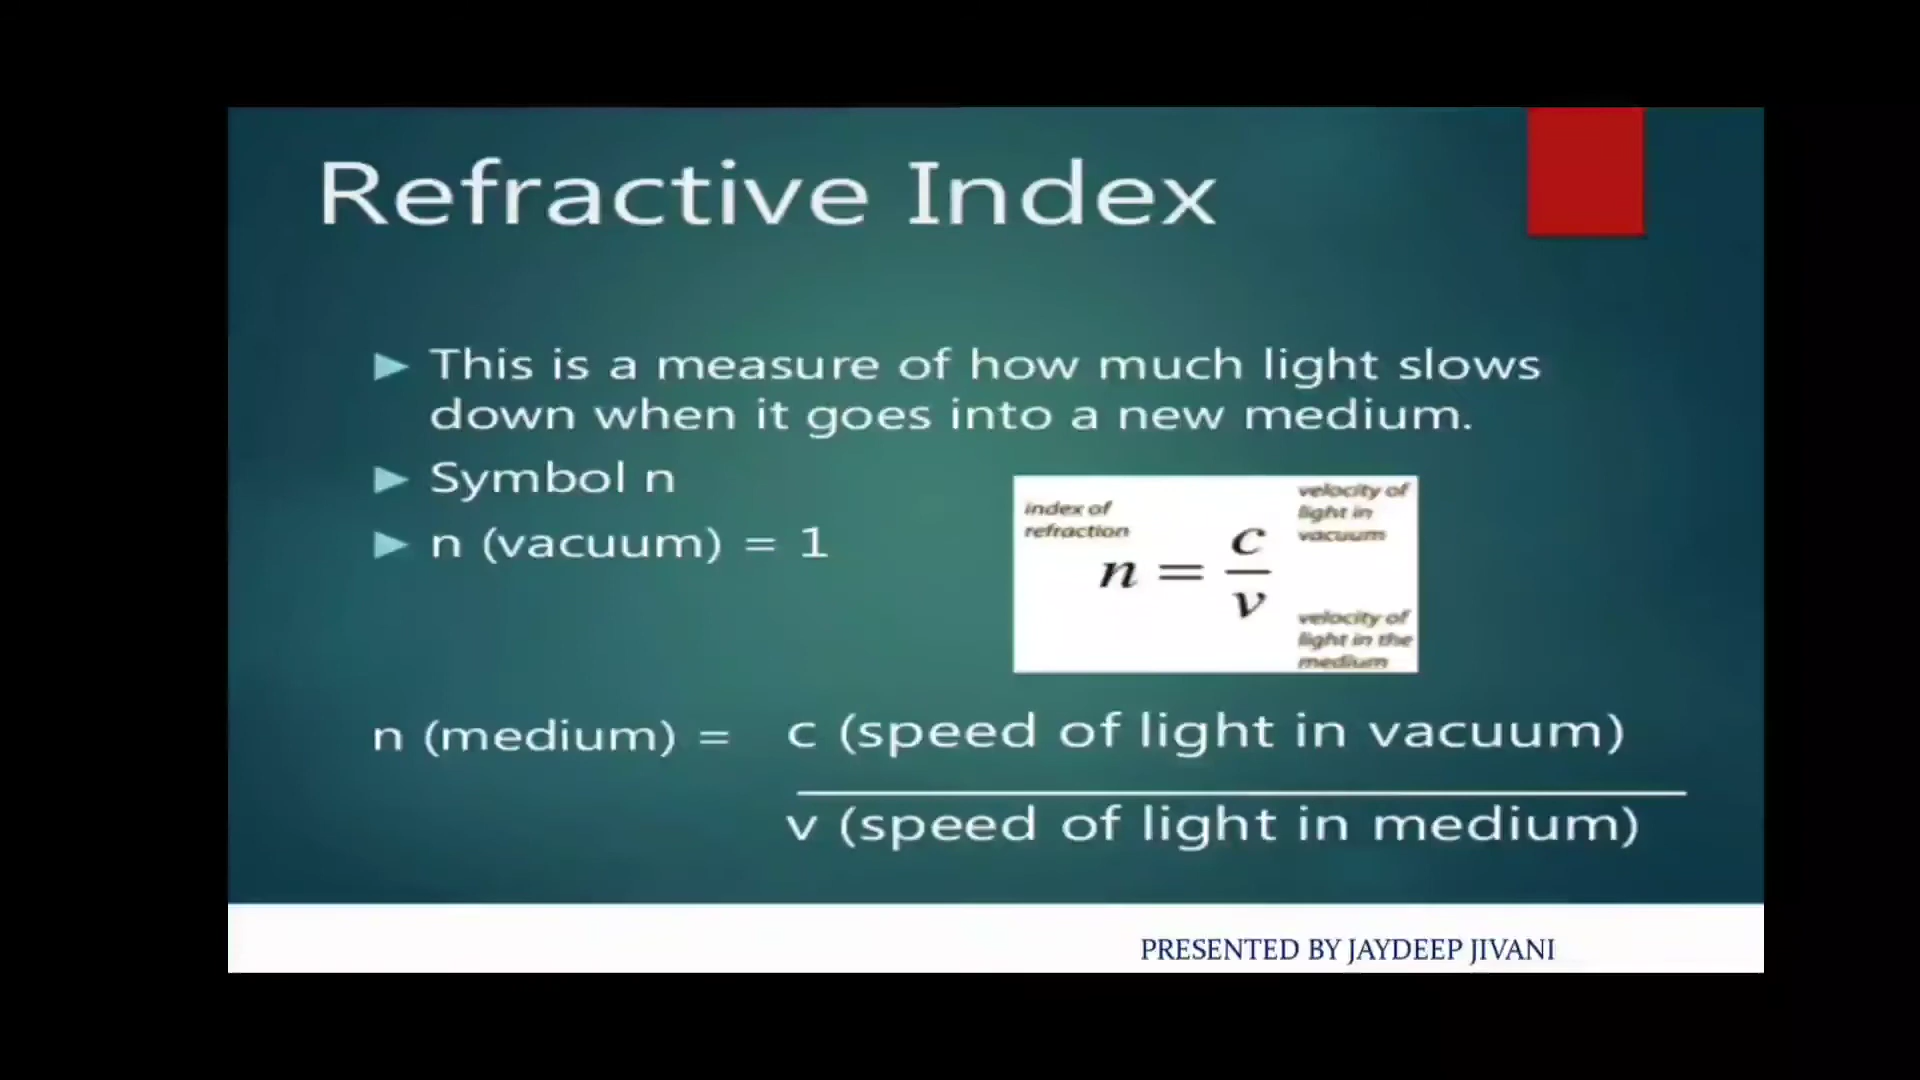 Refractive Index
► This is a measure of how much light slows
down when it goes into a new medium.
► Symbol n
► n (vacuum) = 1
index of
refraction
n = c/v
velocity of
light in
vacuum
velocity of
light in the
medium
n (medium) = c (speed of light in vacuum)
v (speed of light in medium)
PRESENTED BY JAYDEEP JIVANI